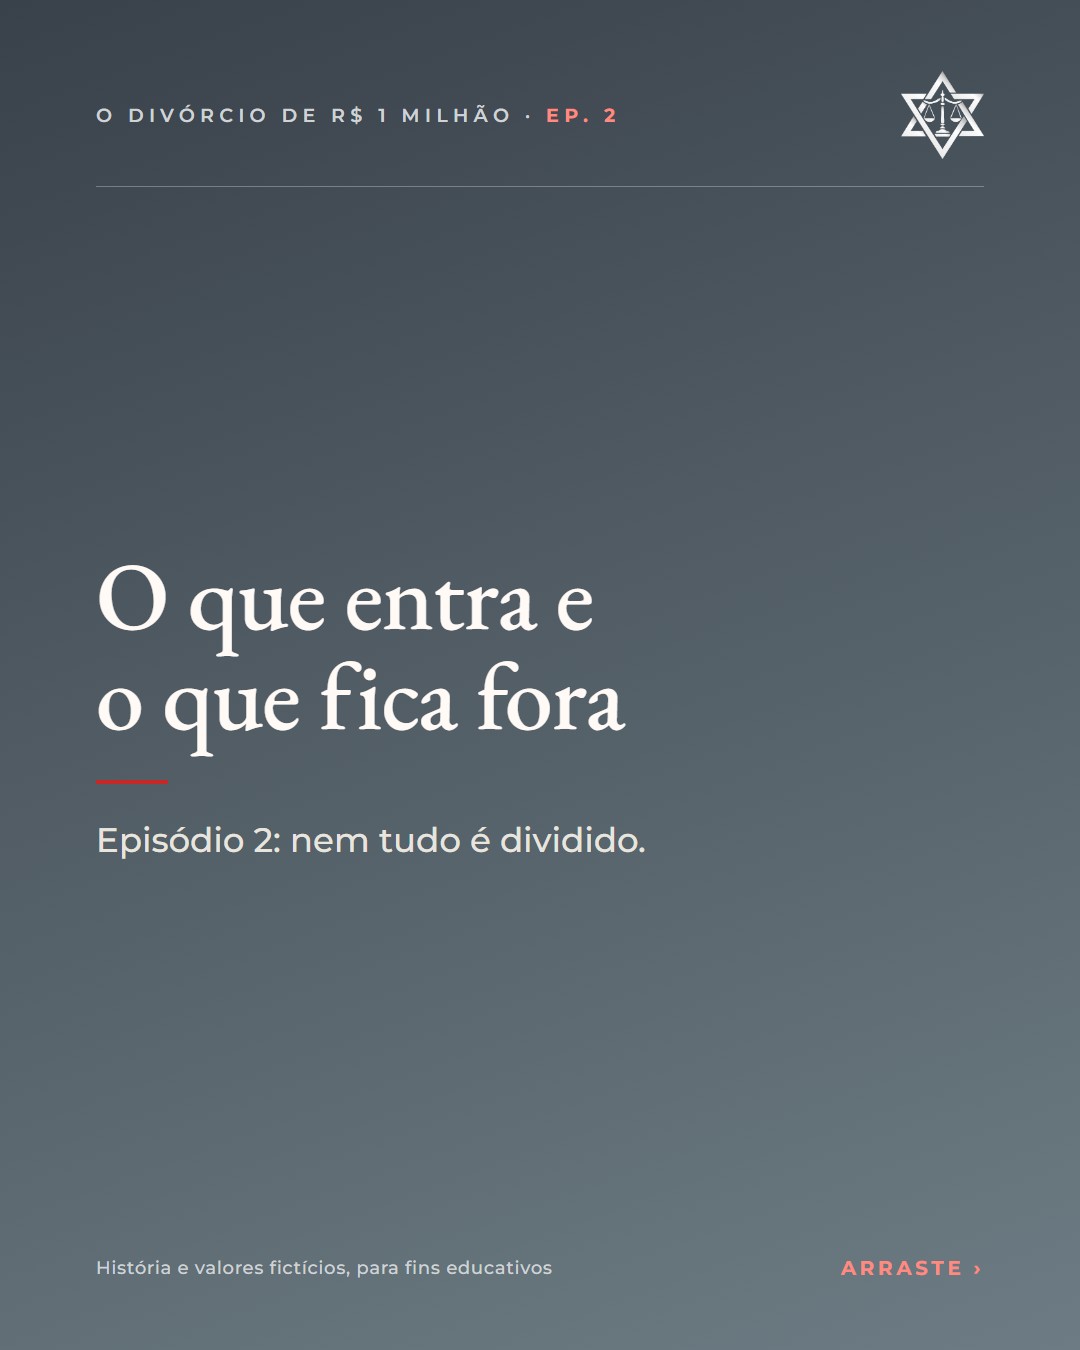 O DIVÓRCIO DE R$ 1 MILHÃO · EP. 2
O que entra e
o que fica fora
Episódio 2: nem tudo é dividido.
História e valores fictícios, para fins educativos
ARRASTE ›